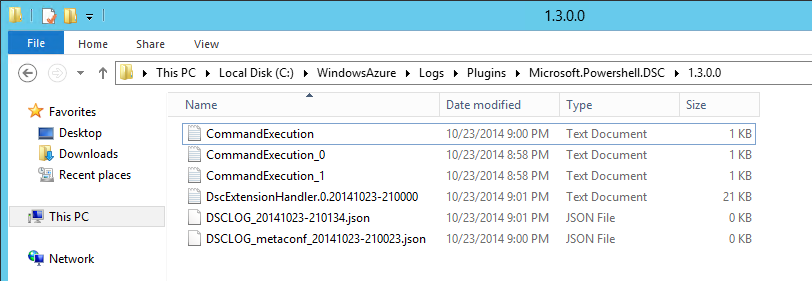 1.3.0.0
File Home Share View
This PC Local Disk (C:) WindowsAzure Logs Plugins Microsoft.Powershell.DSC 1.3.0.0
Favorites
Desktop
Downloads
Recent places
This PC
Network
Name Date modified Type Size
CommandExecution 10/23/2014 9:00 PM Text Document 1 KB
CommandExecution_0 10/23/2014 8:58 PM Text Document 1 KB
CommandExecution_1 10/23/2014 8:58 PM Text Document 1 KB
DscExtensionHandler.0.20141023-210000 10/23/2014 9:01 PM Text Document 21 KB
DSCLOG_20141023-210134.json 10/23/2014 9:01 PM JSON File 0 KB
DSCLOG_metaconf_20141023-210023.json 10/23/2014 9:00 PM JSON File 0 KB